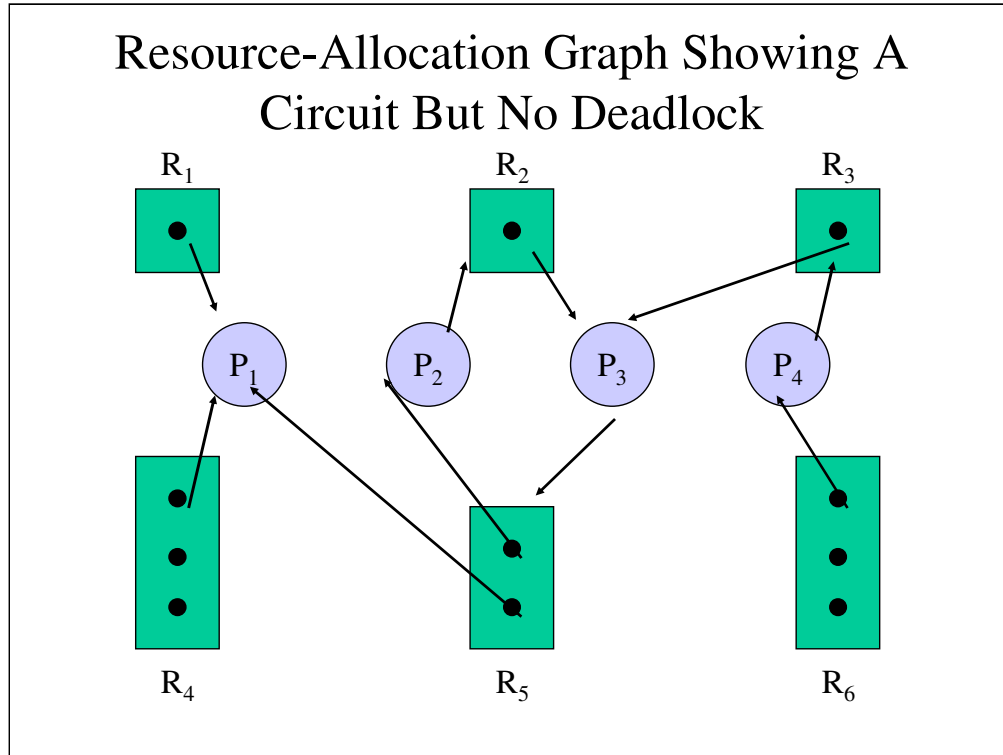 Resource-Allocation Graph Showing A
Circuit But No Deadlock
R₁ R₂ R₃
P₁ P₂ P₃ P₄
R₄ R₅ R₆